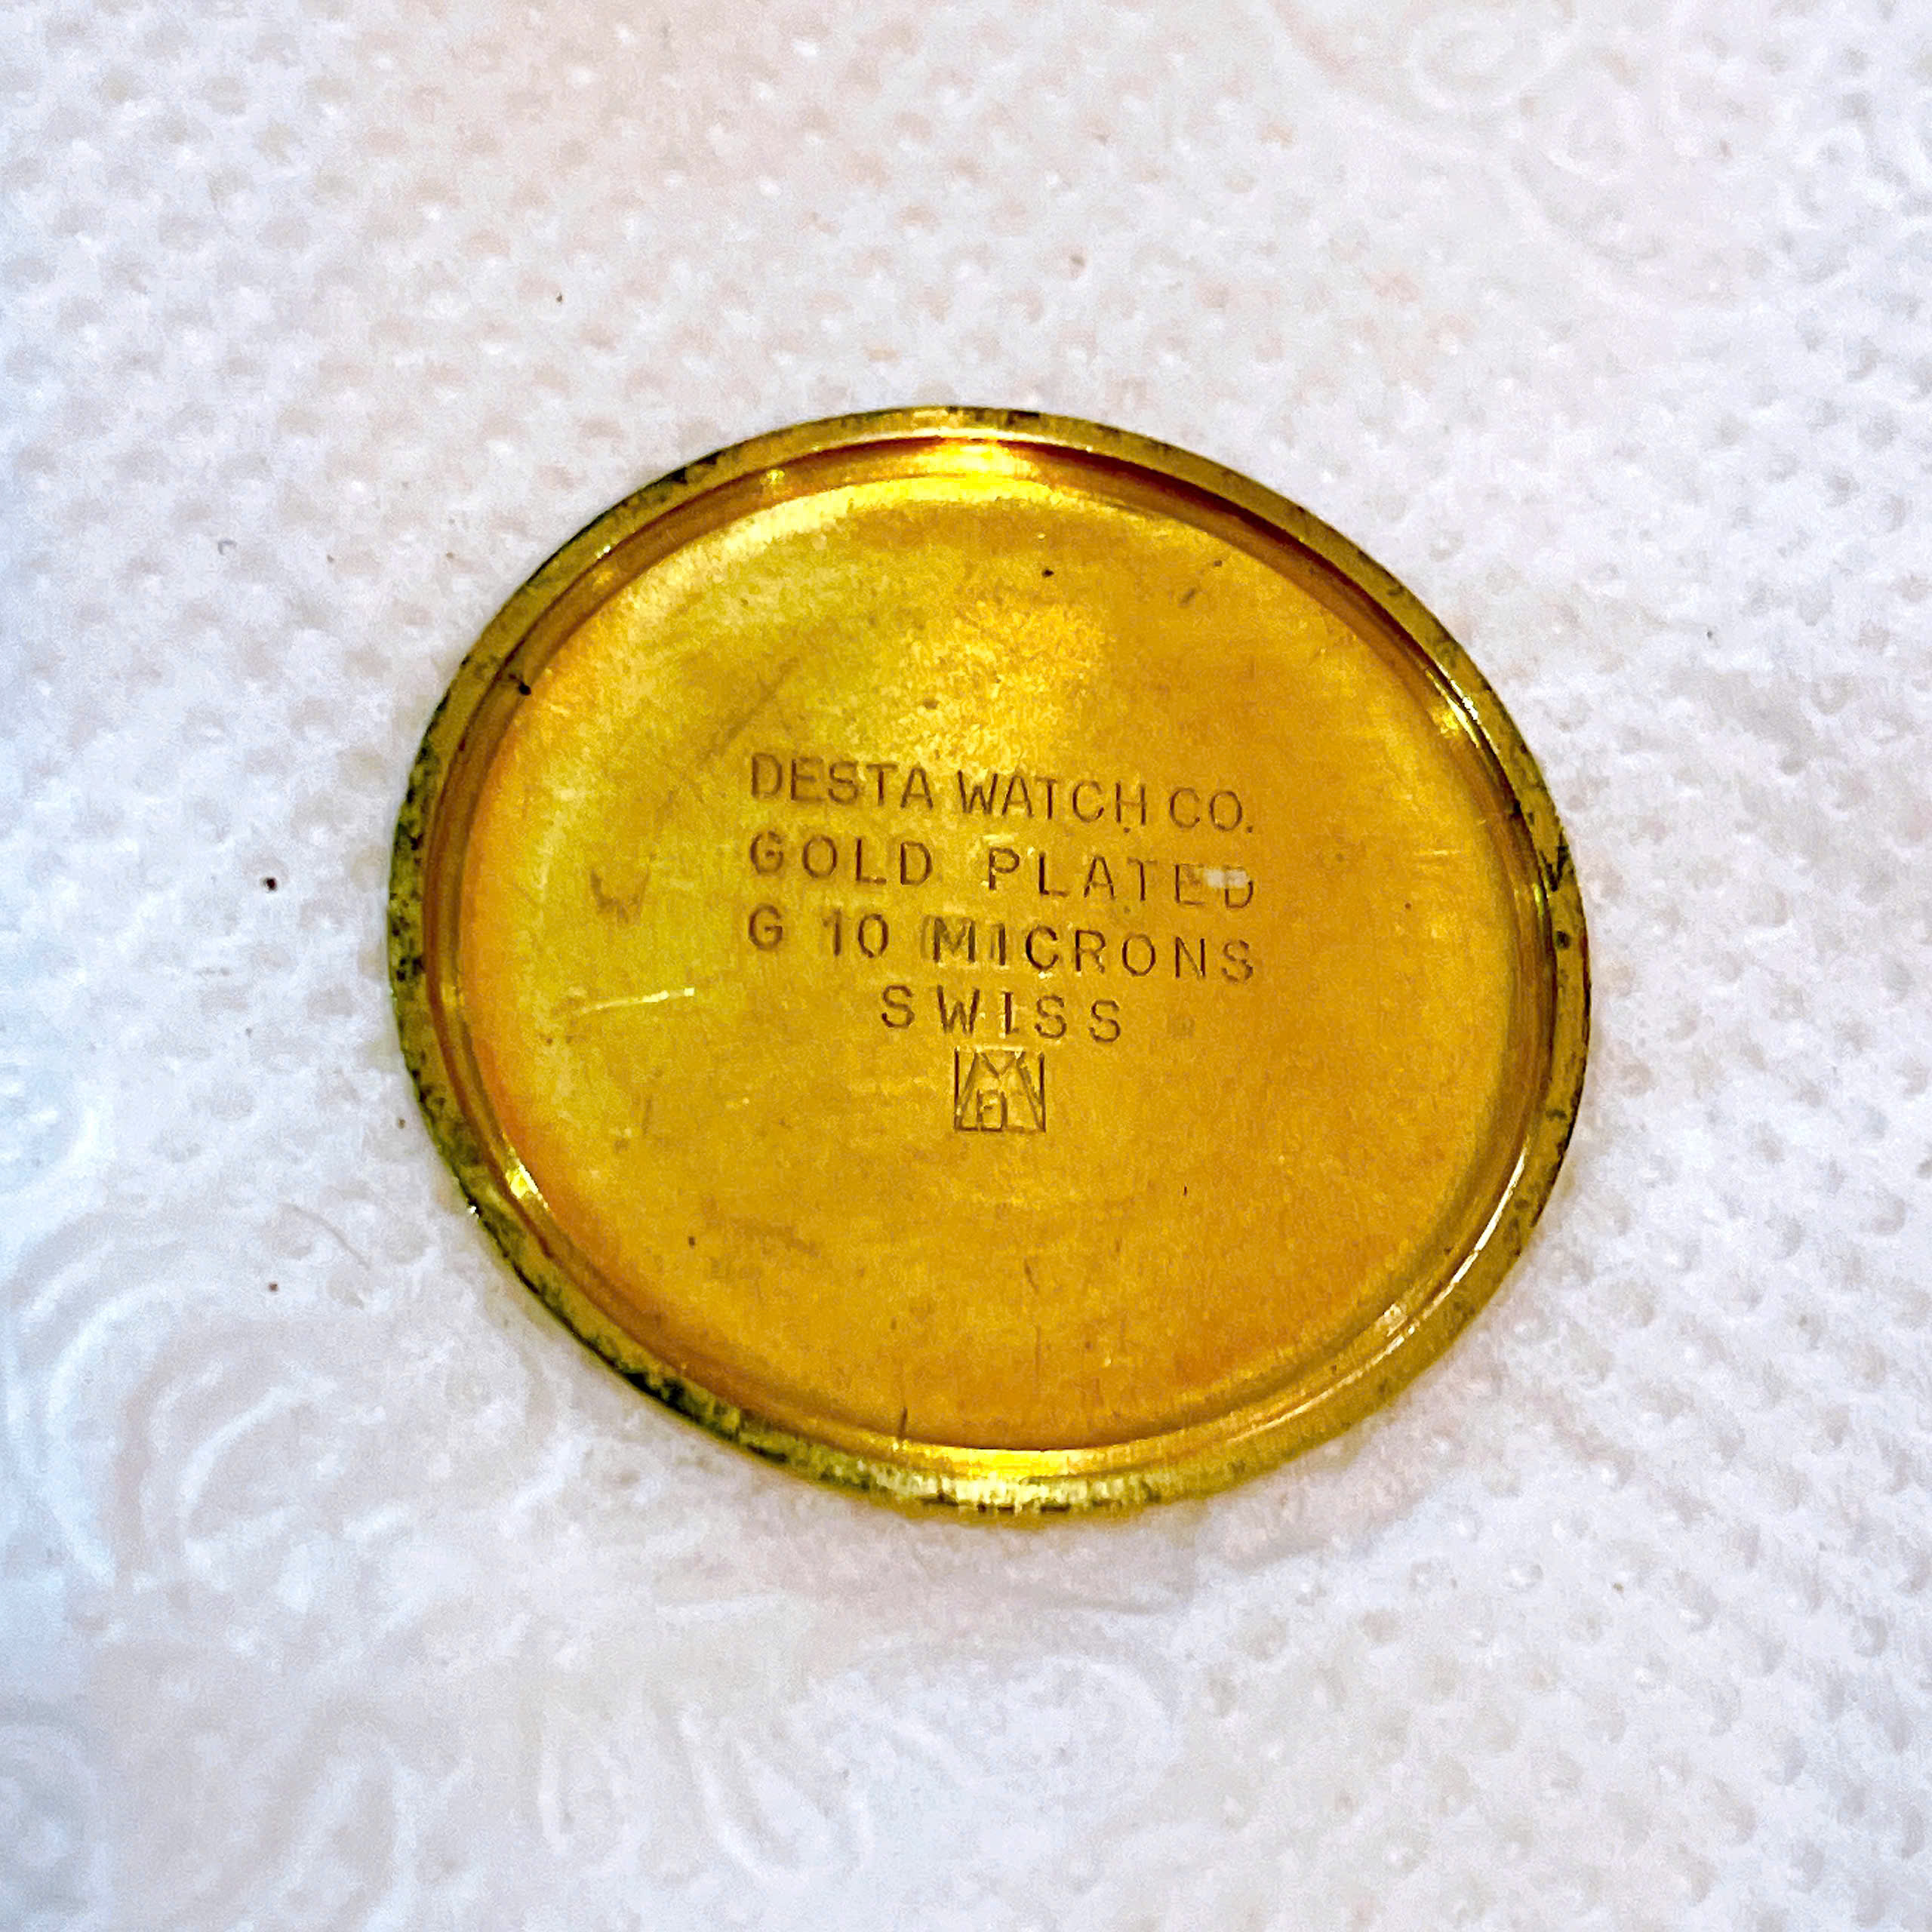 DESTA WATCH CO.
GOLD PLATED
G 10 MICRONS
SWISS